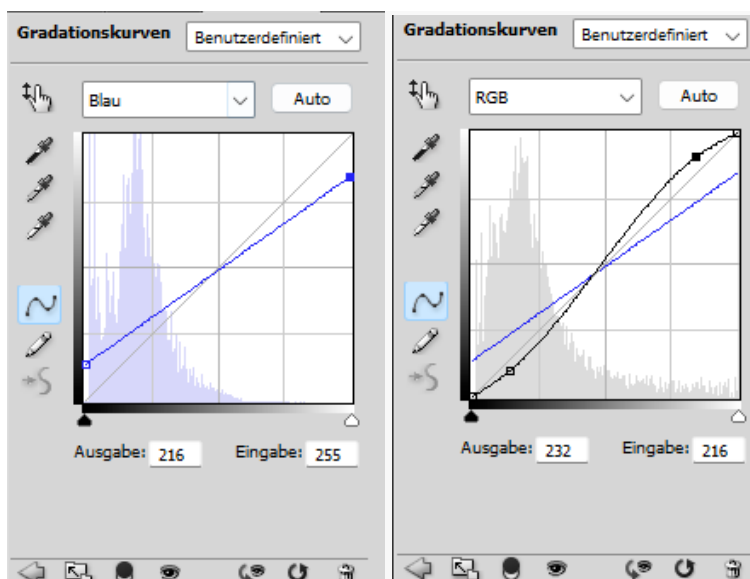 Gradationskurven Benutzerdefiniert
Blau Auto
Ausgabe: 216 Eingabe: 255
Gradationskurven Benutzerdefiniert
RGB Auto
Ausgabe: 232 Eingabe: 216